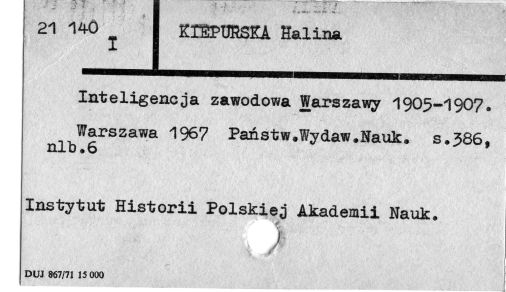 21 140
I
KIEPURSKA Halina
Inteligencja zawodowa Warszawy 1905-1907.
Warszawa 1967 Państw.Wydaw.Nauk. s.386,
nlb.6
Instytut Historii Polskiej Akademii Nauk.
DUJ 867/71 15 000